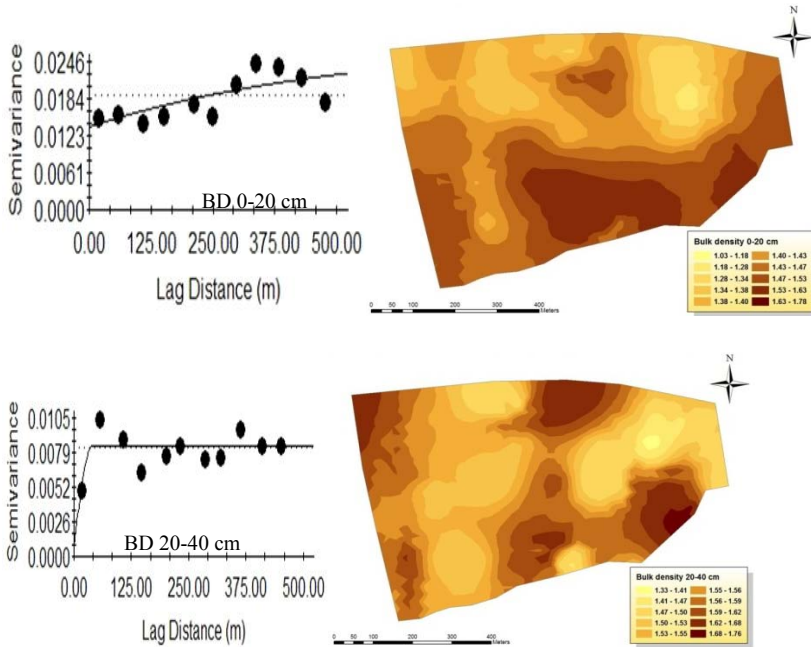 Semivariance
0.0246
0.0184
0.0123
0.0061
0.0000
BD 0-20 cm
0.00 125.00 250.00 375.00 500.00
Lag Distance (m)
N
Bulk density 0-20 cm
1.03 - 1.18 1.40 - 1.43
1.18 - 1.28 1.43 - 1.47
1.28 - 1.34 1.47 - 1.53
1.34 - 1.38 1.53 - 1.63
1.38 - 1.40 1.63 - 1.78
0 50 100 200 300 400
Meters
Semivariance
0.0105
0.0079
0.0052
0.0026
0.0000
BD 20-40 cm
0.00 125.00 250.00 375.00 500.00
Lag Distance (m)
N
Bulk density 20-40 cm
1.33 - 1.41 1.55 - 1.56
1.41 - 1.47 1.56 - 1.59
1.47 - 1.50 1.59 - 1.62
1.50 - 1.53 1.62 - 1.68
1.53 - 1.55 1.68 - 1.76
0 50 100 200 300 400
Meters